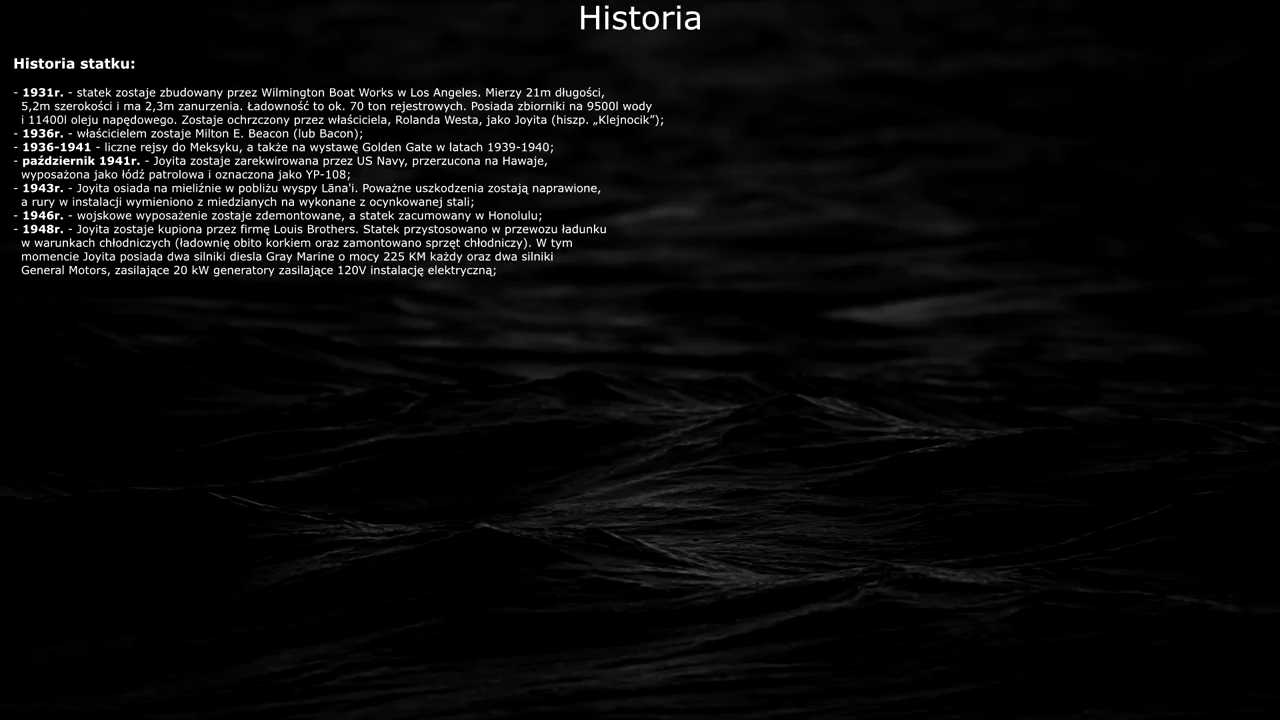 Historia
Historia statku:
- 1931r. - statek zostaje zbudowany przez Wilmington Boat Works w Los Angeles. Mierzy 21m długości,
5,2m szerokości i ma 2,3m zanurzenia. Ładowność to ok. 70 ton rejestrowych. Posiada zbiorniki na 9500l wody
i 11400l oleju napędowego. Zostaje ochrzczony przez właściciela, Rolanda Westa, jako Joyita (hiszp. „Klejnocik”);
- 1936r. - właścicielem zostaje Milton E. Beacon (lub Bacon);
- 1936-1941 - liczne rejsy do Meksyku, a także na wystawę Golden Gate w latach 1939-1940;
- październik 1941r. - Joyita zostaje zarekwirowana przez US Navy, przerzucona na Hawaje,
wyposażona jako łódź patrolowa i oznaczona jako YP-108;
- 1943r. - Joyita osiada na mieliźnie w pobliżu wyspy Lāna'i. Poważne uszkodzenia zostają naprawione,
a rury w instalacji wymieniono z miedzianych na wykonane z ocynkowanej stali;
- 1946r. - wojskowe wyposażenie zostaje zdemontowane, a statek zacumowany w Honolulu;
- 1948r. - Joyita zostaje kupiona przez firmę Louis Brothers. Statek przystosowano w przewozu ładunku
w warunkach chłodniczych (ładownię obito korkiem oraz zamontowano sprzęt chłodniczy). W tym
momencie Joyita posiada dwa silniki diesla Gray Marine o mocy 225 KM każdy oraz dwa silniki
General Motors, zasilające 20 kW generatory zasilające 120V instalację elektryczną;